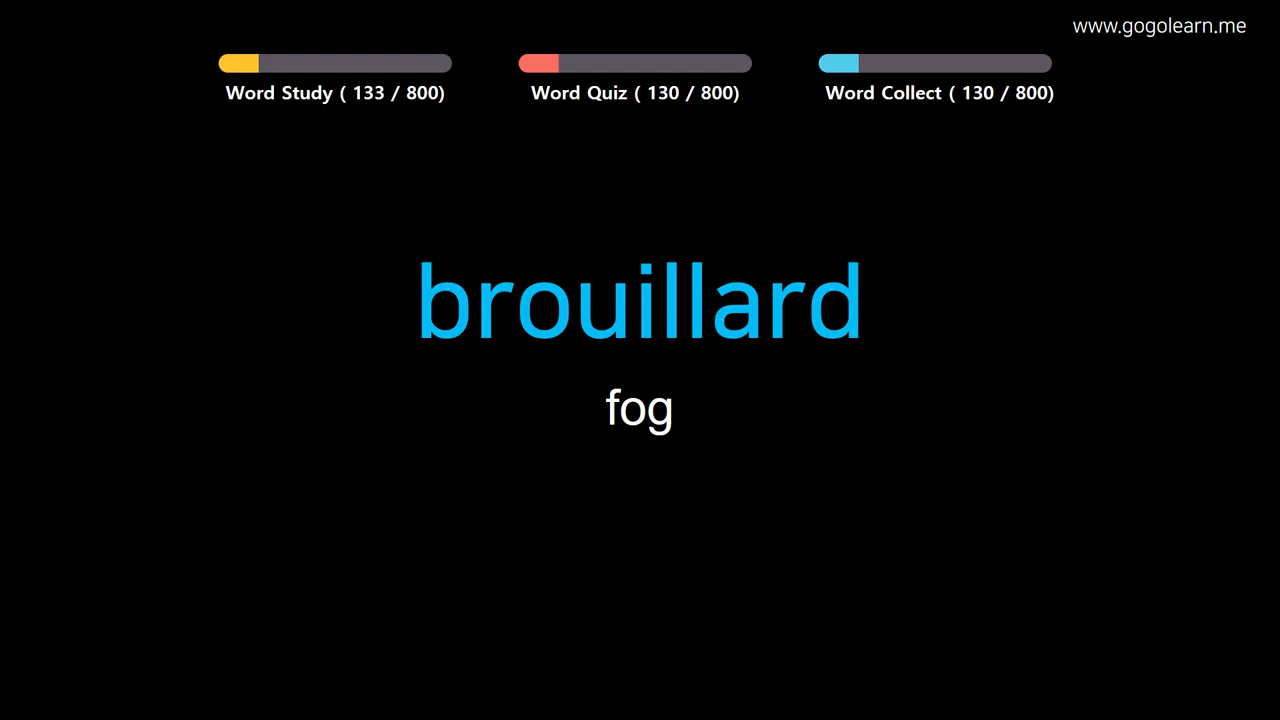 www.gogolearn.me
Word Study ( 133 / 800)
Word Quiz ( 130 / 800)
Word Collect ( 130 / 800)
brouillard
fog